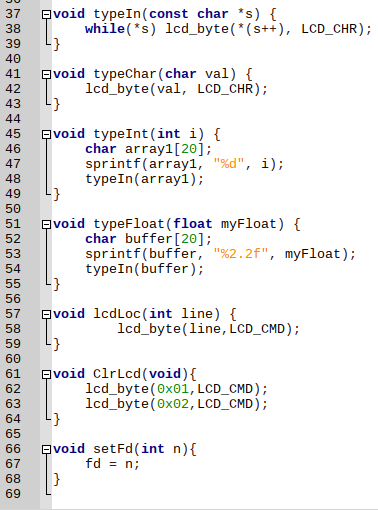 37 void typeIn(const char *s) {
38 while(*s) lcd_byte(*(s++), LCD_CHR);
39 }
40
41 void typeChar(char val) {
42 lcd_byte(val, LCD_CHR);
43 }
44
45 void typeInt(int i) {
46 char array1[20];
47 sprintf(array1, "%d", i);
48 typeIn(array1);
49 }
50
51 void typeFloat(float myFloat) {
52 char buffer[20];
53 sprintf(buffer, "%2.2f", myFloat);
54 typeIn(buffer);
55 }
56
57 void lcdLoc(int line) {
58 lcd_byte(line,LCD_CMD);
59 }
60
61 void ClrLcd(void){
62 lcd_byte(0x01,LCD_CMD);
63 lcd_byte(0x02,LCD_CMD);
64 }
65
66 void setFd(int n){
67 fd = n;
68 }
69